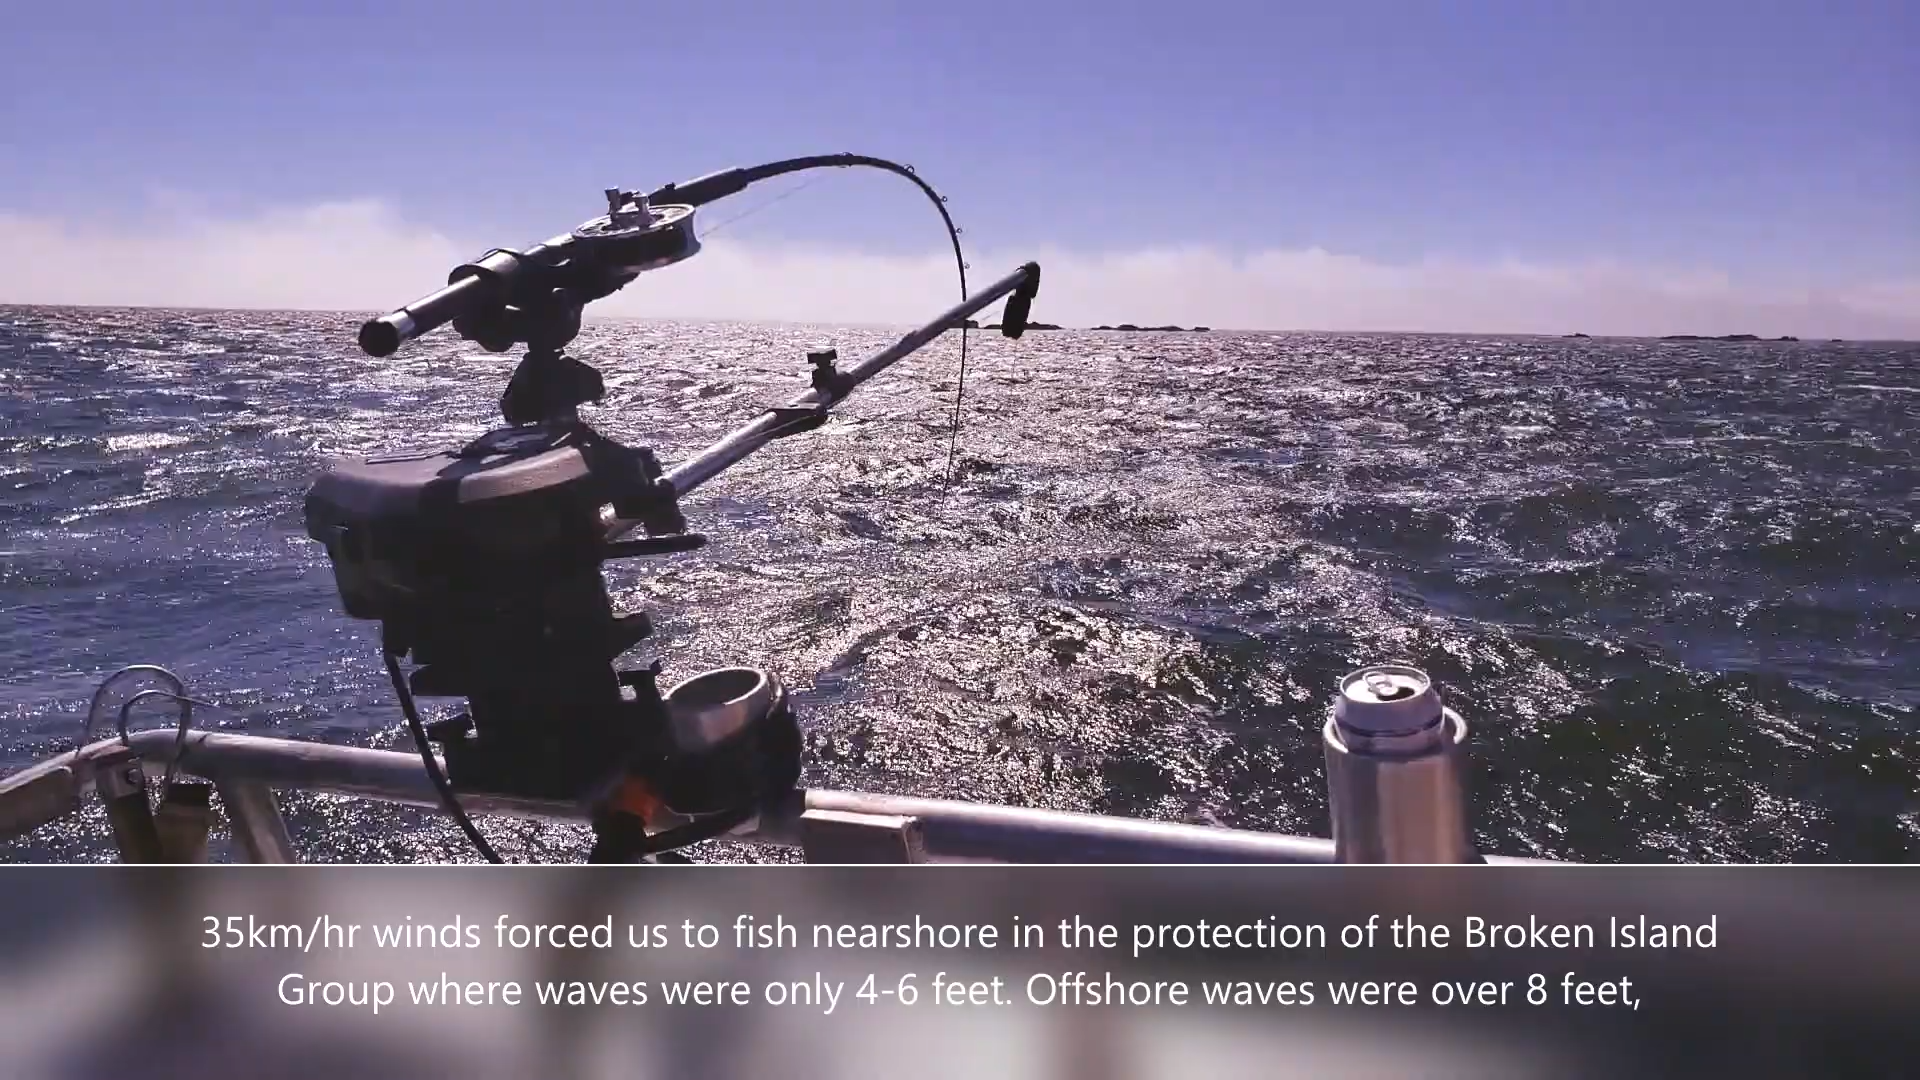 35km/hr winds forced us to fish nearshore in the protection of the Broken Island
Group where waves were only 4-6 feet. Offshore waves were over 8 feet,